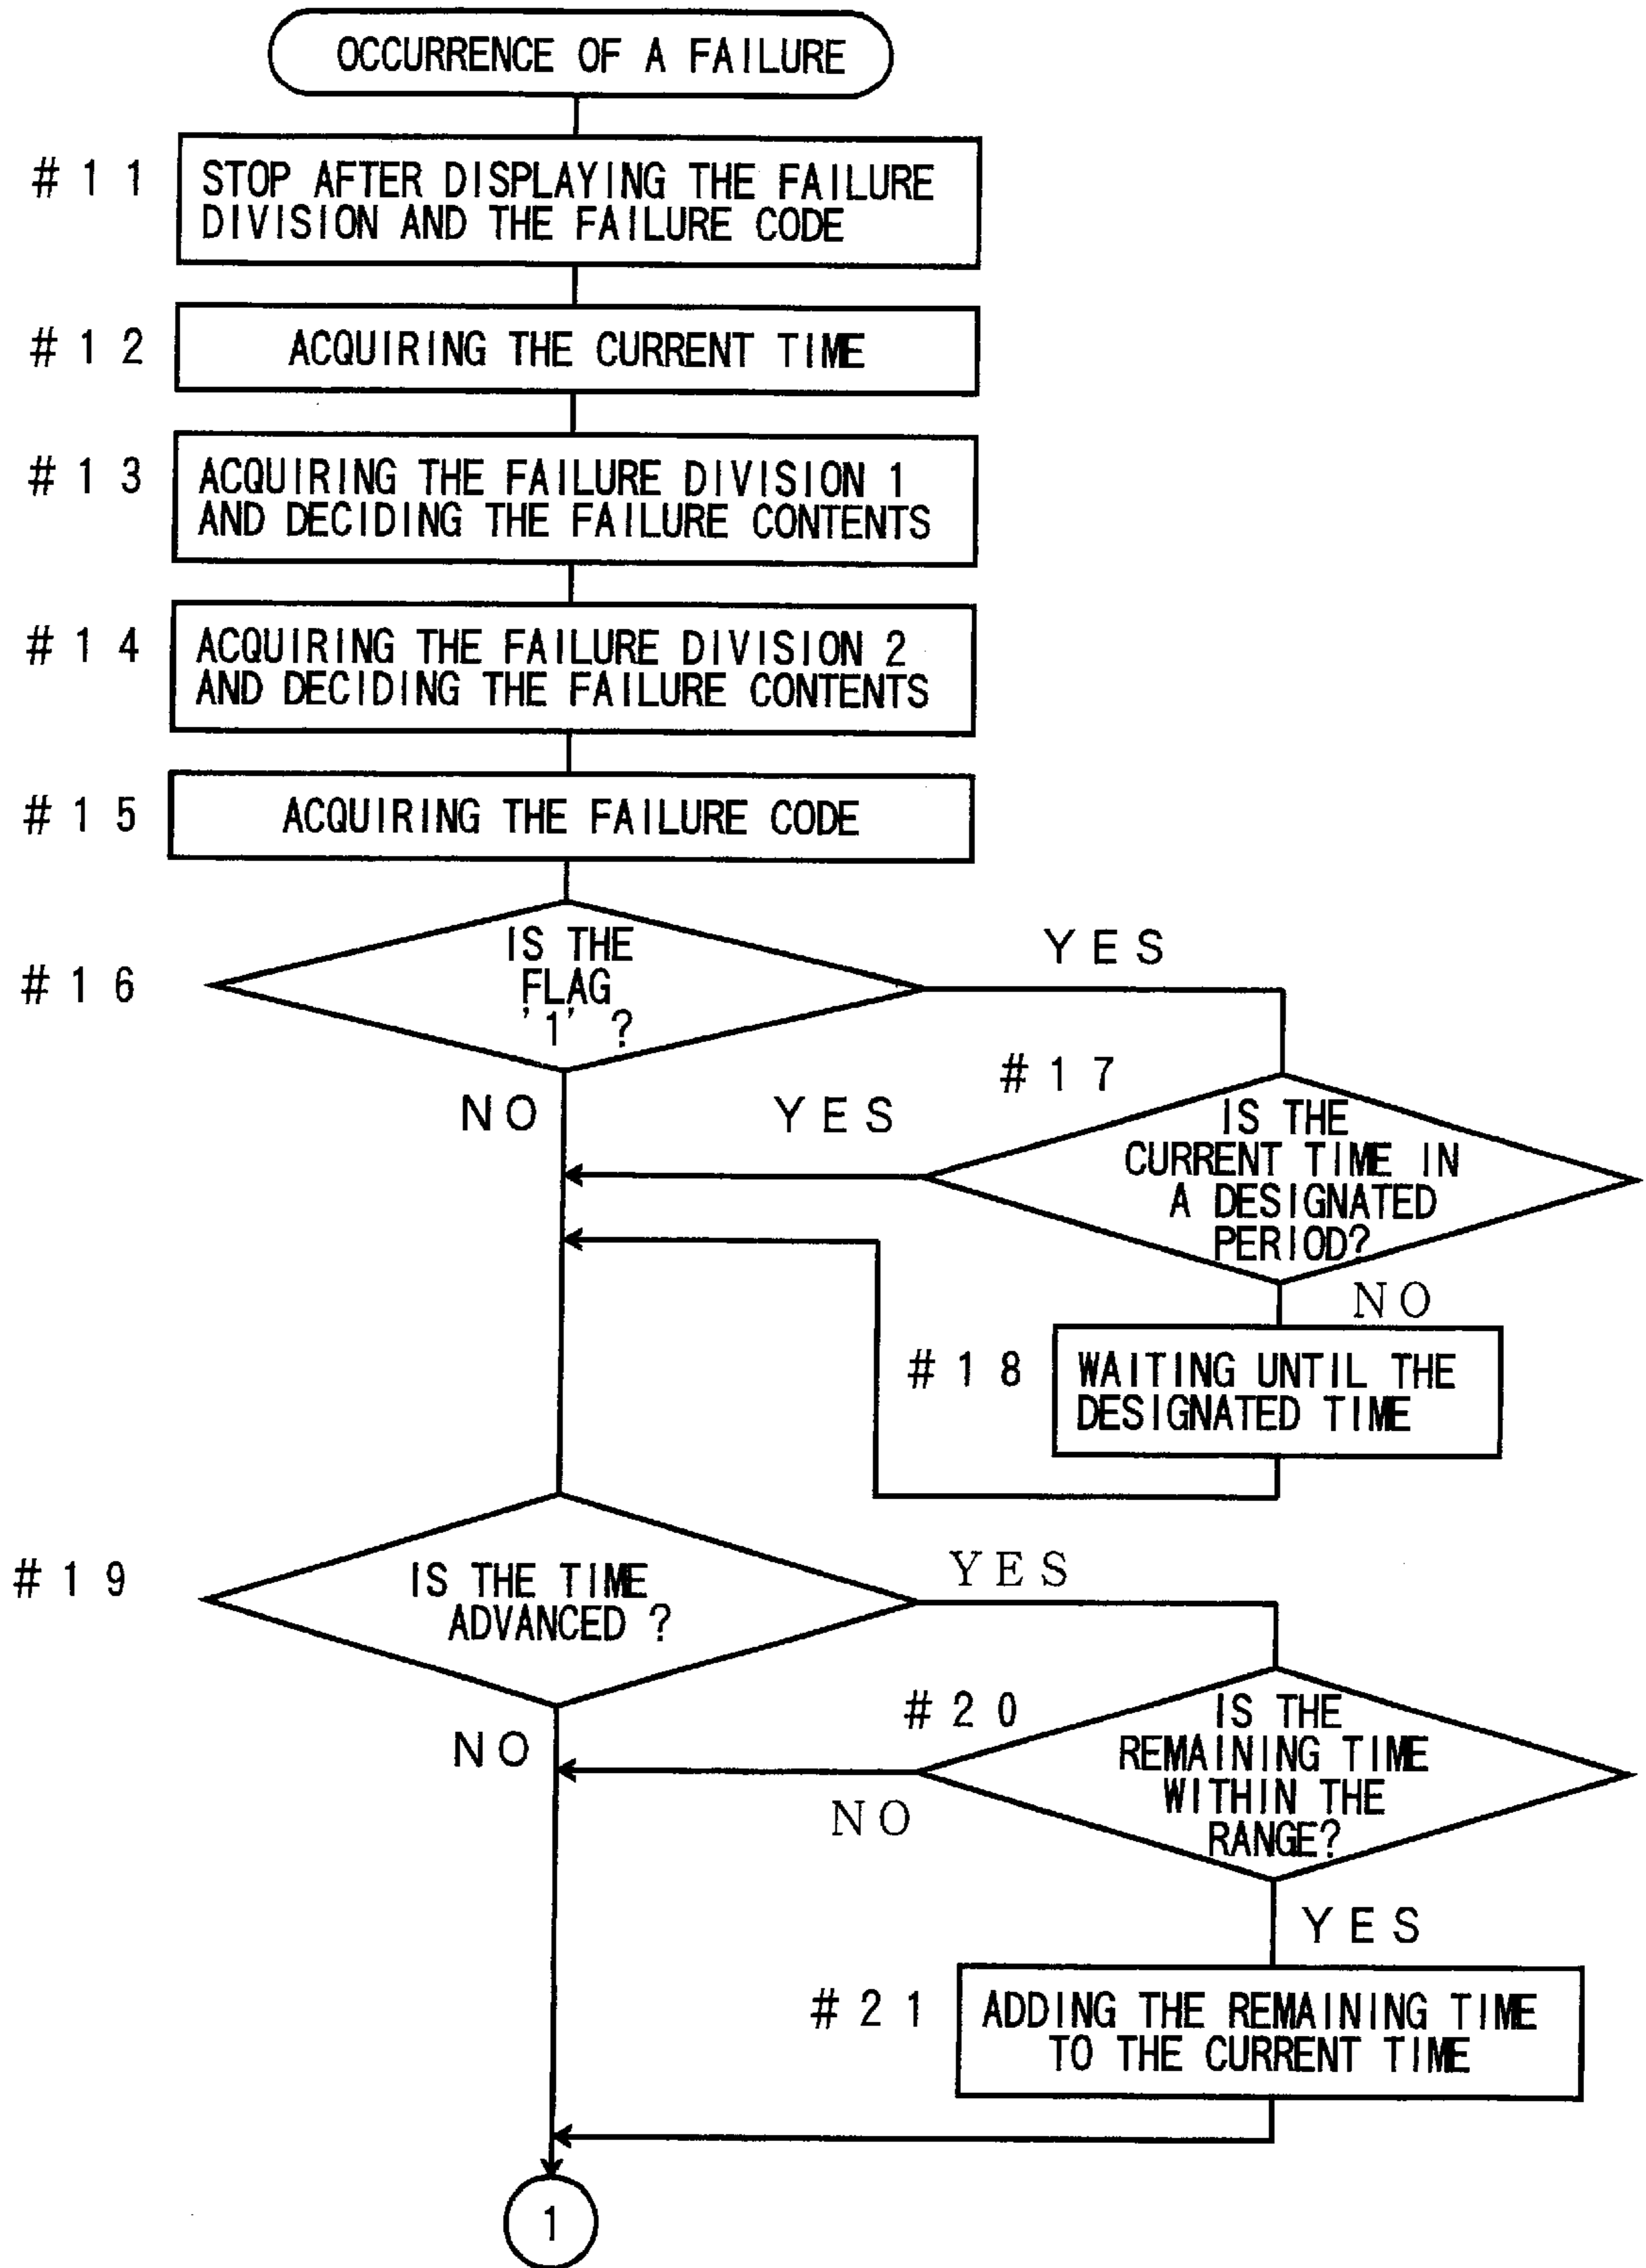 OCCURRENCE OF A FAILURE
#11
STOP AFTER DISPLAYING THE FAILURE
DIVISION AND THE FAILURE CODE
#12
ACQUIRING THE CURRENT TIME
#13
ACQUIRING THE FAILURE DIVISION 1
AND DECIDING THE FAILURE CONTENTS
#14
ACQUIRING THE FAILURE DIVISION 2
AND DECIDING THE FAILURE CONTENTS
#15
ACQUIRING THE FAILURE CODE
#16
IS THE
FLAG
'1' ?
YES
NO
#17
IS THE
CURRENT TIME IN
A DESIGNATED
PERIOD?
YES
NO
#18
WAITING UNTIL THE
DESIGNATED TIME
#19
IS THE TIME
ADVANCED ?
YES
NO
#20
IS THE
REMAINING TIME
WITHIN THE
RANGE?
NO
YES
#21
ADDING THE REMAINING TIME
TO THE CURRENT TIME
1